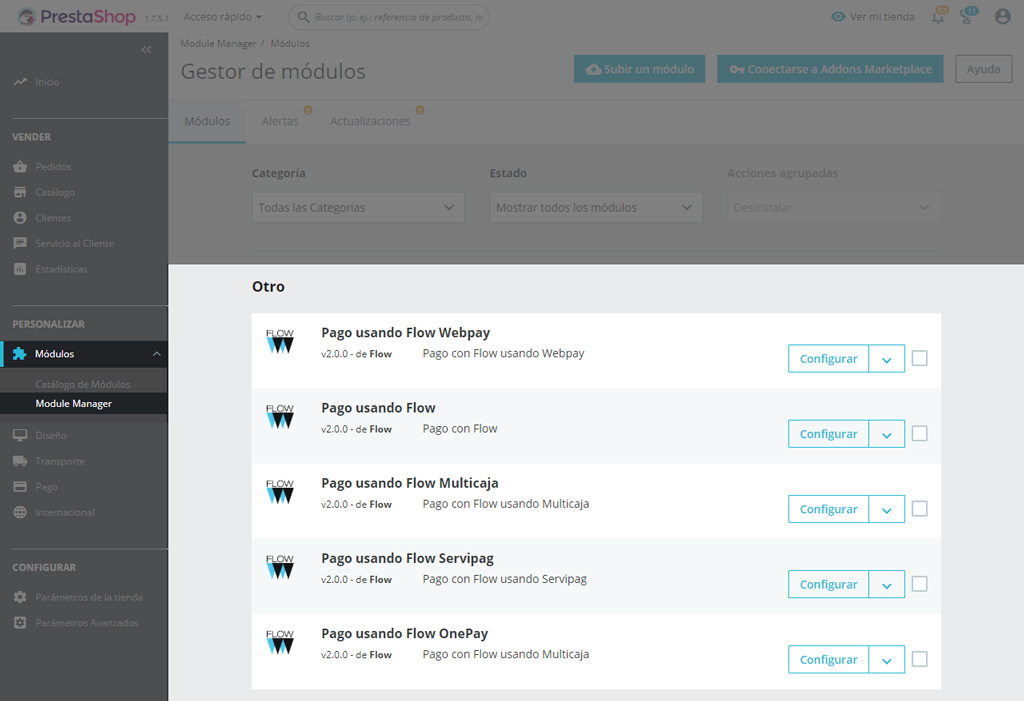 PrestaShop 1.7.5.1 Acceso rápido Buscar (p. ej.: referencia de producto, n Ver mi tienda 11
Module Manager / Módulos
Gestor de módulos
Subir un módulo Conectarse a Addons Marketplace Ayuda
Módulos Alertas Actualizaciones
Inicio
VENDER
Pedidos
Catálogo
Clientes
Servicio al Cliente
Estadísticas
PERSONALIZAR
Módulos
Catálogo de Módulos
Module Manager
Diseño
Transporte
Pago
Internacional
CONFIGURAR
Parámetros de la tienda
Parámetros Avanzados
Categoría Estado Acciones agrupadas
Todas las Categorias Mostrar todos los módulos Desinstalar
Otro
FLOW
Pago usando Flow Webpay
v2.0.0 - de Flow Pago con Flow usando Webpay
Configurar
FLOW
Pago usando Flow
v2.0.0 - de Flow Pago con Flow
Configurar
FLOW
Pago usando Flow Multicaja
v2.0.0 - de Flow Pago con Flow usando Multicaja
Configurar
FLOW
Pago usando Flow Servipag
v2.0.0 - de Flow Pago con Flow usando Servipag
Configurar
FLOW
Pago usando Flow OnePay
v2.0.0 - de Flow Pago con Flow usando Multicaja
Configurar